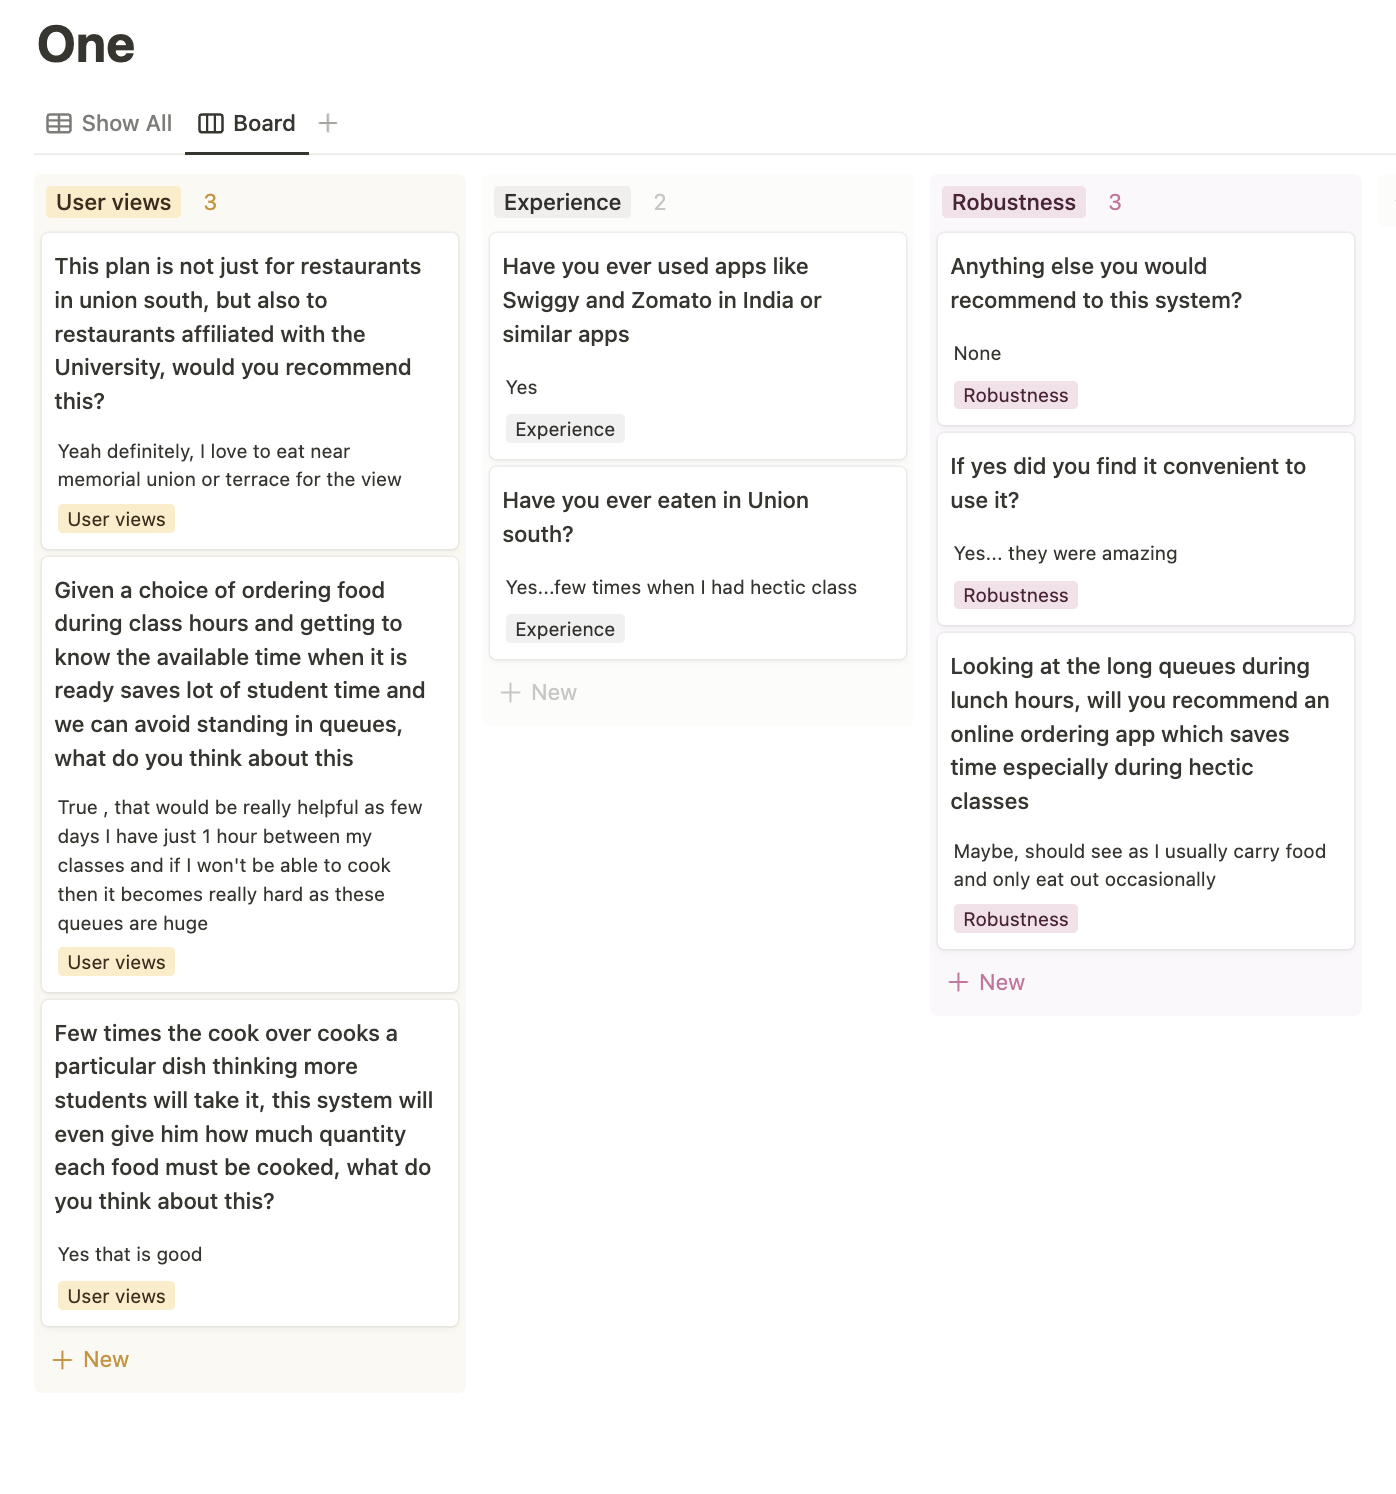 One
Show All
Board
User views 3
This plan is not just for restaurants
in union south, but also to
restaurants affiliated with the
University, would you recommend
this?
Yeah definitely, I love to eat near
memorial union or terrace for the view
User views
Given a choice of ordering food
during class hours and getting to
know the available time when it is
ready saves lot of student time and
we can avoid standing in queues,
what do you think about this
True , that would be really helpful as few
days I have just 1 hour between my
classes and if I won't be able to cook
then it becomes really hard as these
queues are huge
User views
Few times the cook over cooks a
particular dish thinking more
students will take it, this system will
even give him how much quantity
each food must be cooked, what do
you think about this?
Yes that is good
User views
+ New
Experience 2
Have you ever used apps like
Swiggy and Zomato in India or
similar apps
Yes
Experience
Have you ever eaten in Union
south?
Yes...few times when I had hectic class
Experience
+ New
Robustness 3
Anything else you would
recommend to this system?
None
Robustness
If yes did you find it convenient to
use it?
Yes... they were amazing
Robustness
Looking at the long queues during
lunch hours, will you recommend an
online ordering app which saves
time especially during hectic
classes
Maybe, should see as I usually carry food
and only eat out occasionally
Robustness
+ New